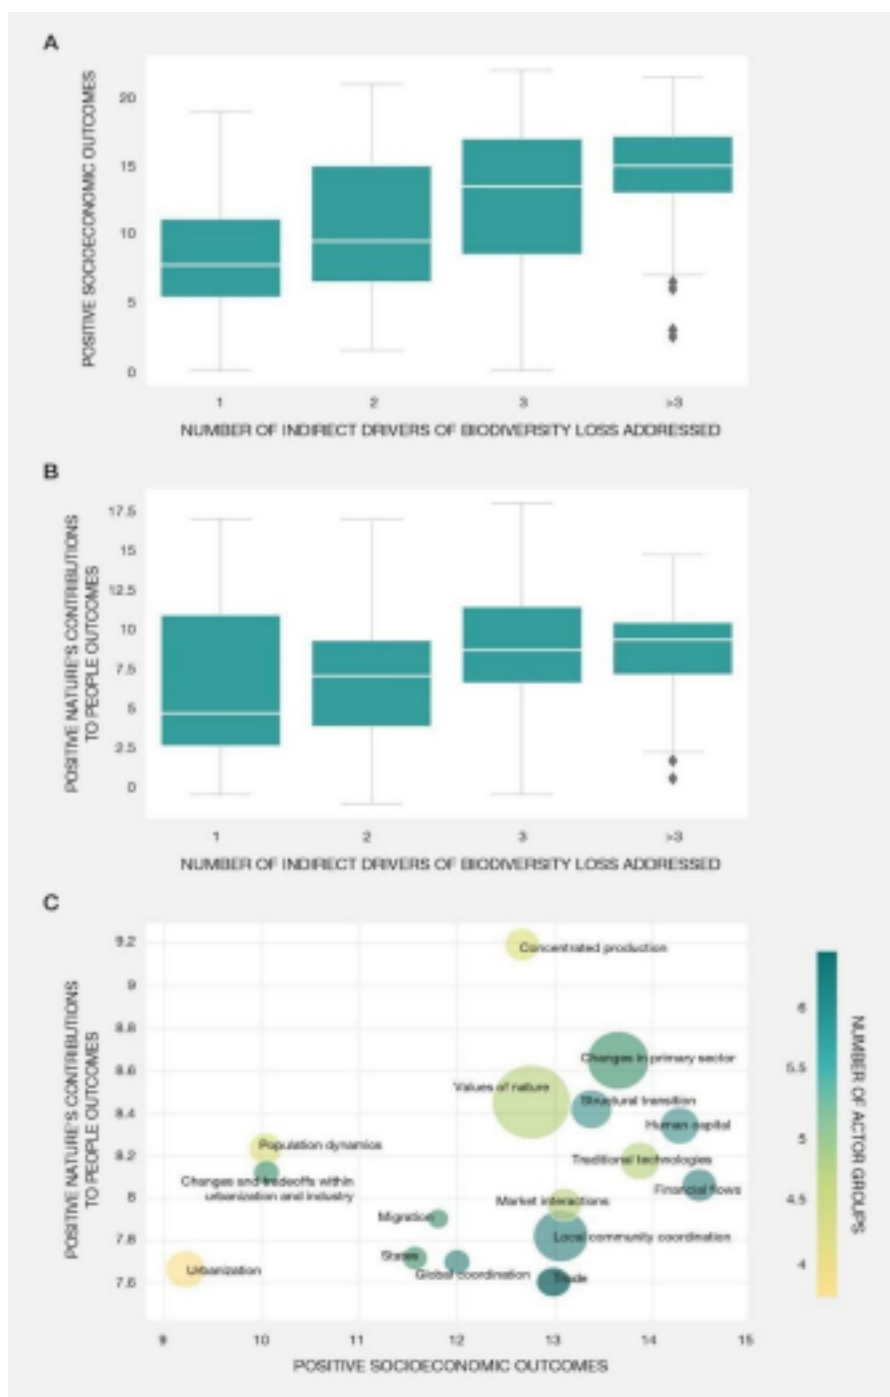 A
POSITIVE SOCIOECONOMIC OUTCOMES
20
15
10
5
0
1 2 3 >3
NUMBER OF INDIRECT DRIVERS OF BIODIVERSITY LOSS ADDRESSED
B
POSITIVE NATURE'S CONTRIBUTIONS
TO PEOPLE OUTCOMES
17.5
15
12.5
10
7.5
5
2.5
0
1 2 3 >3
NUMBER OF INDIRECT DRIVERS OF BIODIVERSITY LOSS ADDRESSED
C
POSITIVE NATURE'S CONTRIBUTIONS
TO PEOPLE OUTCOMES
9.2
9
8.8
8.6
8.4
8.2
8
7.8
7.6
Concentrated production
Changes in primary sector
Values of nature
Structural transition
Human capital
Population dynamics
Traditional technologies
Changes and tradeoffs within
urbanization and industry
Financial flows
Market interactions
Migration
Local community coordination
States
Urbanization
Global coordination
Trade
9 10 11 12 13 14 15
POSITIVE SOCIOECONOMIC OUTCOMES
6
5.5
5
4.5
4
NUMBER OF ACTOR GROUPS